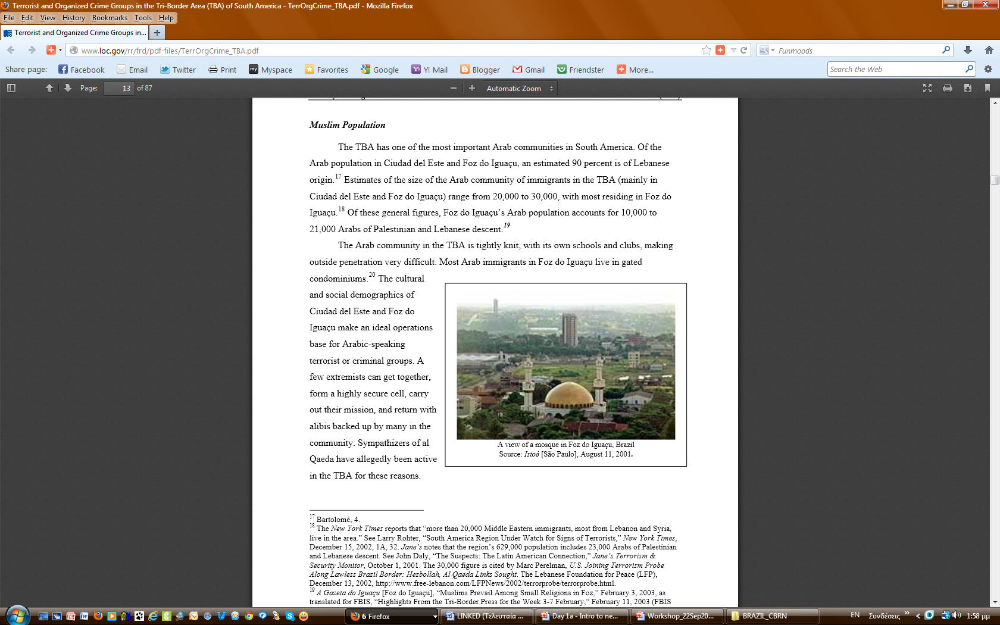 Terrorist and Organized Crime Groups in the Tri-Border Area (TBA) of South America - TerrOrgCrime_TBA.pdf - Mozilla Firefox
File Edit View History Bookmarks Tools Help
Terrorist and Organized Crime Groups in...
www.loc.gov/rr/frd/pdf-files/TerrOrgCrime_TBA.pdf
Funmoods
Share page: Facebook Email Twitter Print my Myspace Favorites Google Y! Mail Blogger Gmail Friendster More...
Search the Web
Page: 13 of 87
Automatic Zoom
Muslim Population
The TBA has one of the most important Arab communities in South America. Of the
Arab population in Ciudad del Este and Foz do Iguaçu, an estimated 90 percent is of Lebanese
origin.17 Estimates of the size of the Arab community of immigrants in the TBA (mainly in
Ciudad del Este and Foz do Iguaçu) range from 20,000 to 30,000, with most residing in Foz do
Iguaçu.18 Of these general figures, Foz do Iguaçu's Arab population accounts for 10,000 to
21,000 Arabs of Palestinian and Lebanese descent.19
The Arab community in the TBA is tightly knit, with its own schools and clubs, making
outside penetration very difficult. Most Arab immigrants in Foz do Iguaçu live in gated
condominiums.20 The cultural
and social demographics of
Ciudad del Este and Foz do
Iguaçu make an ideal operations
base for Arabic-speaking
terrorist or criminal groups. A
few extremists can get together,
form a highly secure cell, carry
out their mission, and return with
alibis backed up by many in the
community. Sympathizers of al
Qaeda have allegedly been active
in the TBA for these reasons.
A view of a mosque in Foz do Iguaçu, Brazil
Source: Istoé [São Paulo], August 11, 2001.
17 Bartolomé, 4.
18 The New York Times reports that “more than 20,000 Middle Eastern immigrants, most from Lebanon and Syria,
live in the area.” See Larry Rohter, “South America Region Under Watch for Signs of Terrorists,” New York Times,
December 15, 2002, 1A, 32. Jane's notes that the region's 629,000 population includes 23,000 Arabs of Palestinian
and Lebanese descent. See John Daly, “The Suspects: The Latin American Connection,” Jane's Terrorism &
Security Monitor, October 1, 2001. The 30,000 figure is cited by Marc Perelman, U.S. Joining Terrorism Probe
Along Lawless Brazil Border: Hezbollah, Al Qaeda Links Sought. The Lebanese Foundation for Peace (LFP),
December 13, 2002, http://www.free-lebanon.com/LFPNews/2002/terrorprobe/terrorprobe.html.
19 A Gazeta do Iguaçu [Foz do Iguaçu], “Muslims Prevail Among Small Religions in Foz,” February 3, 2003, as
translated for FBIS, “Highlights From the Tri-Border Press for the Week 3-7 February,” February 11, 2003 (FBIS
6 Firefox
LINKED (Τελευταία ...
Day 1a - Intro to ne...
Workshop_22Sep20...
BRAZIL_CBRN
EN Συνδέσεις » 1:58 μμ